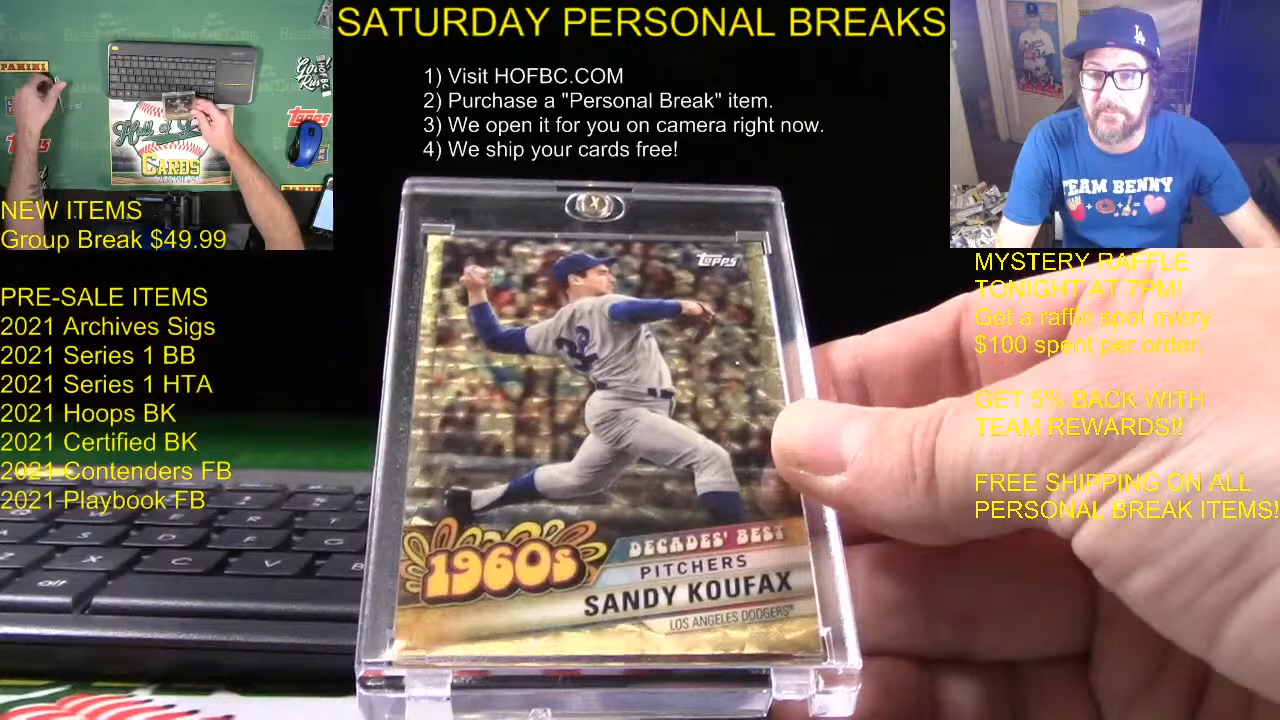 SATURDAY PERSONAL BREAKS
1) Visit HOFBC.COM
2) Purchase a "Personal Break" item.
3) We open it for you on camera right now.
4) We ship your cards free!
PANINI
Topps
CARDS
Topps
PANINI
NEW ITEMS
Group Break $49.99
PRE-SALE ITEMS
2021 Archives Sigs
2021 Series 1 BB
2021 Series 1 HTA
2021 Hoops BK
2021 Certified BK
2021 Contenders FB
2021 Playbook FB
LA
TEAM BENNY
MYSTERY RAFFLE
TONIGHT AT 7PM!
Get a raffle spot every
$100 spent per order.
GET 5% BACK WITH
TEAM REWARDS!!
FREE SHIPPING ON ALL
PERSONAL BREAK ITEMS!
Topps
32
1960s
DECADES' BEST
PITCHERS
SANDY KOUFAX
LOS ANGELES DODGERS®
alt